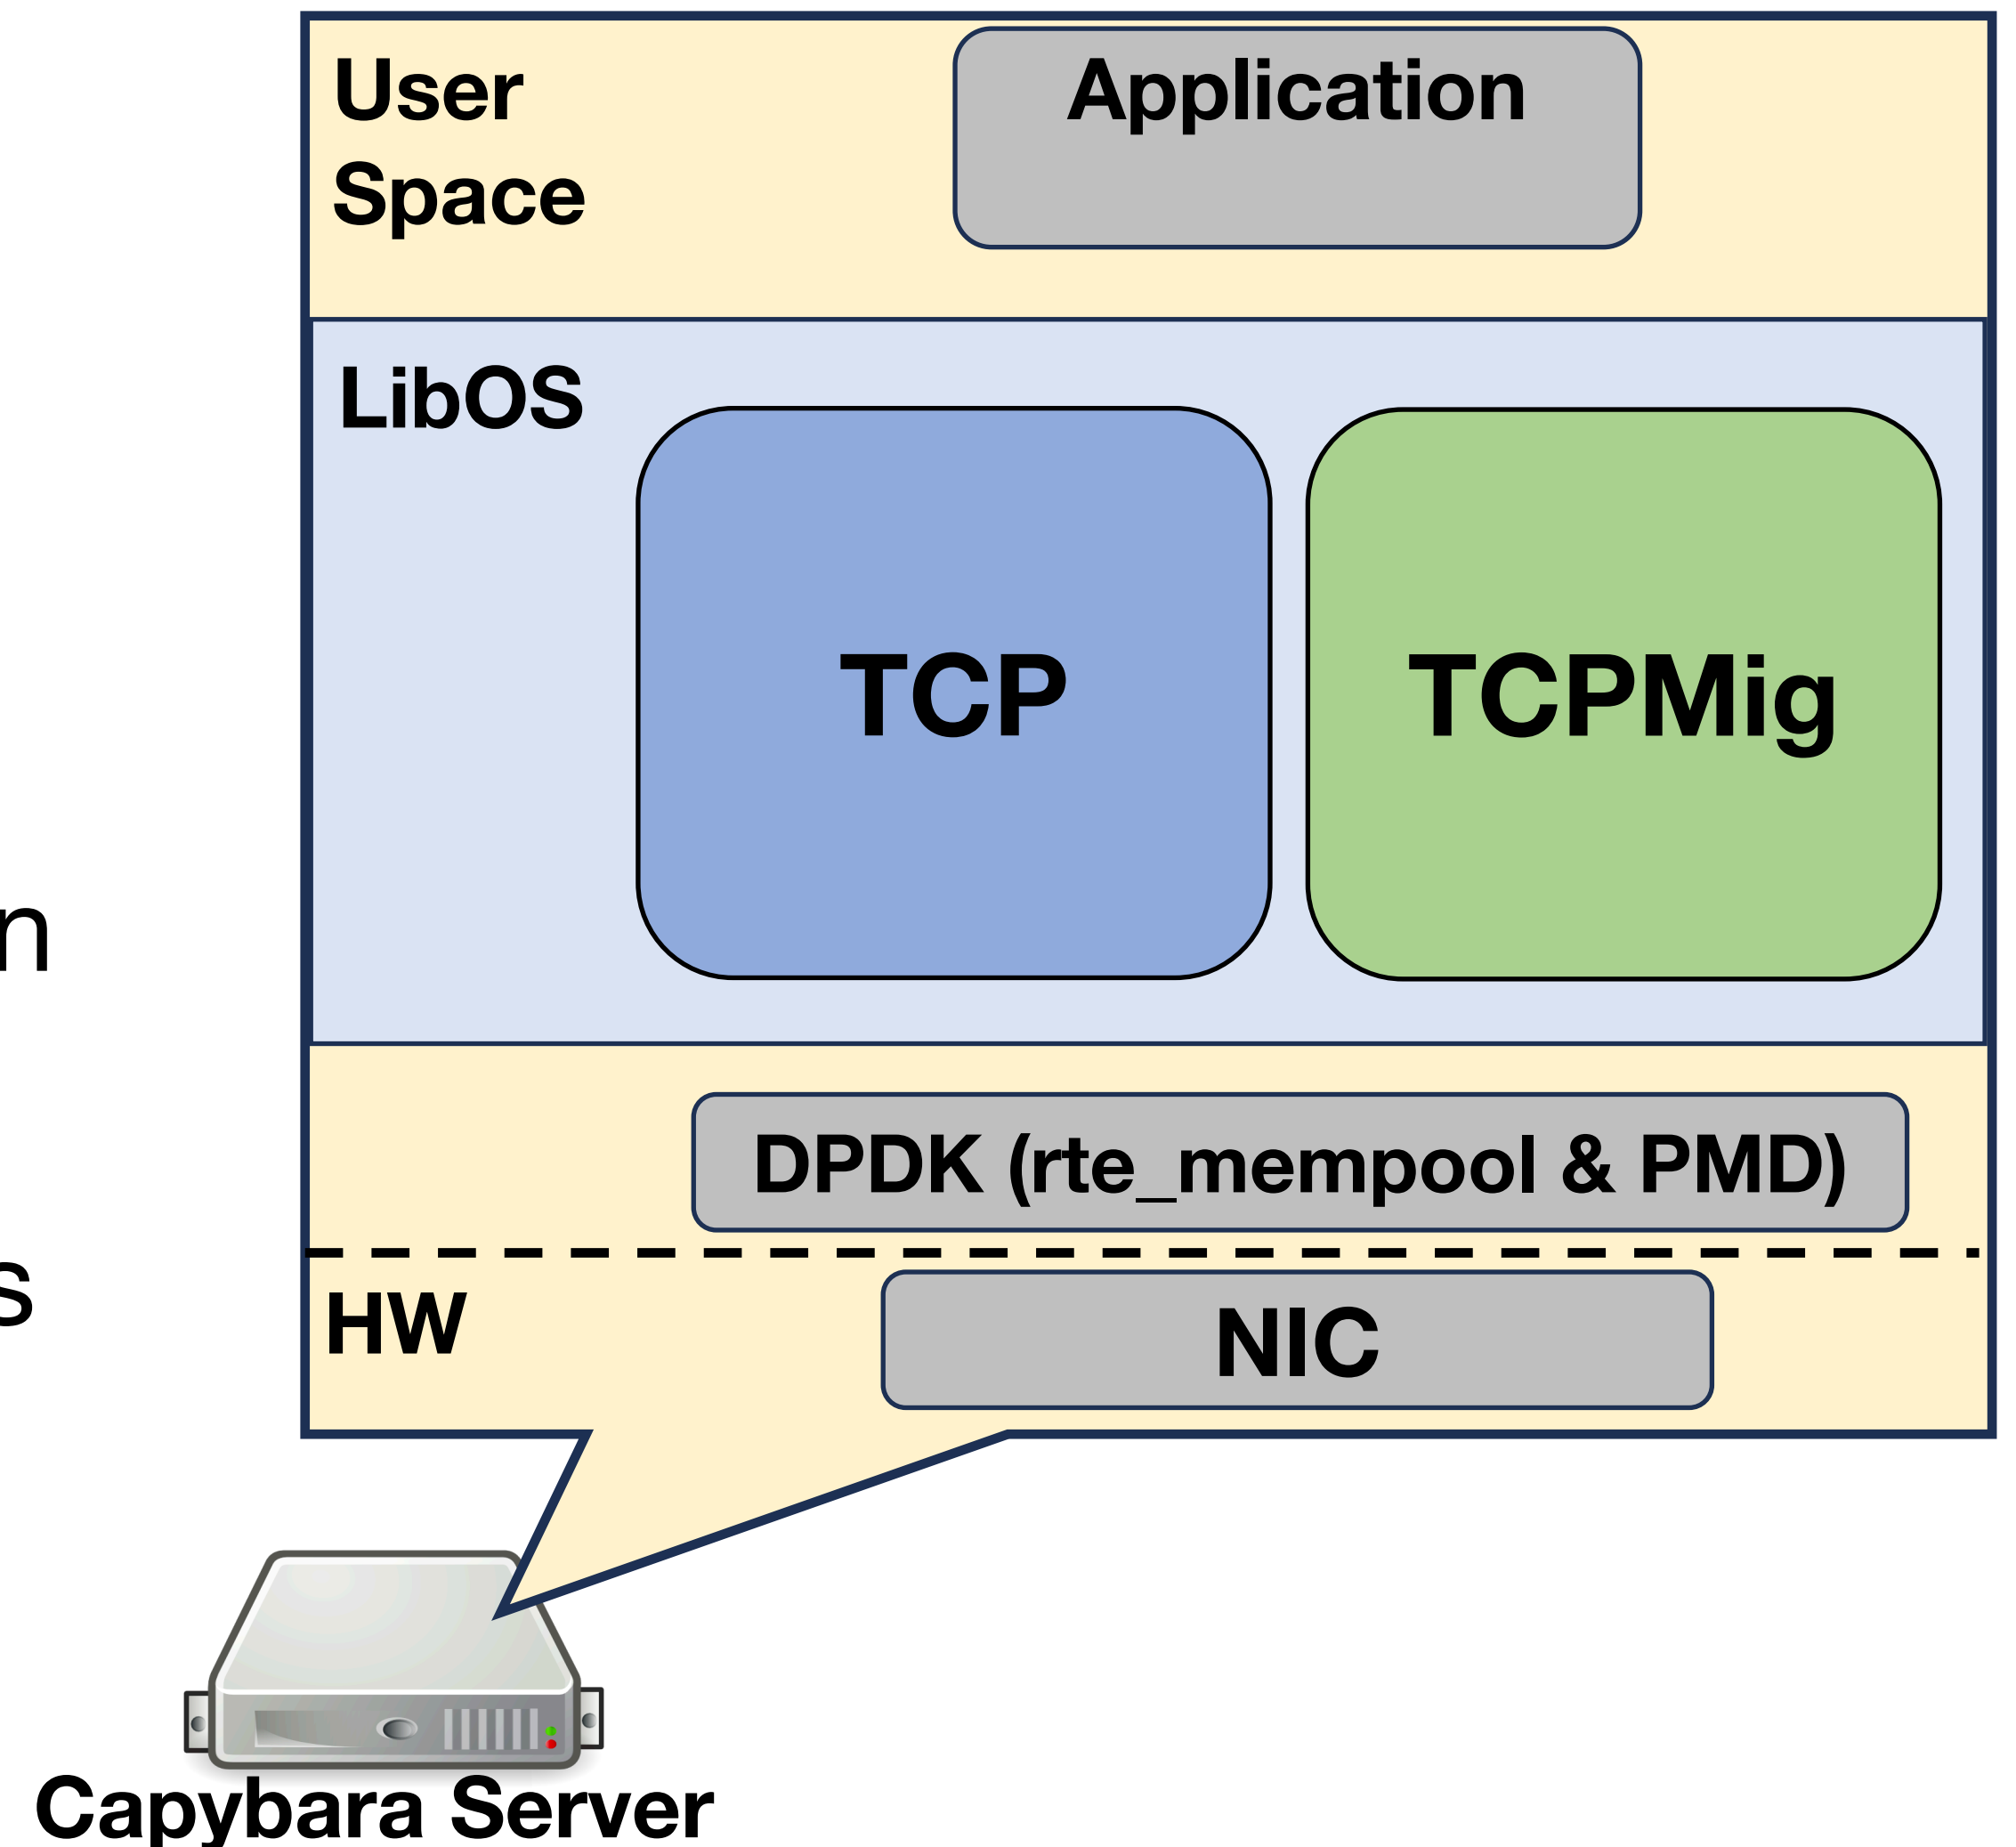 User
Space
Application
LibOS
TCP
TCPMig
DPDK (rte_mempool & PMD)
HW
NIC
n
s
Capybara Server